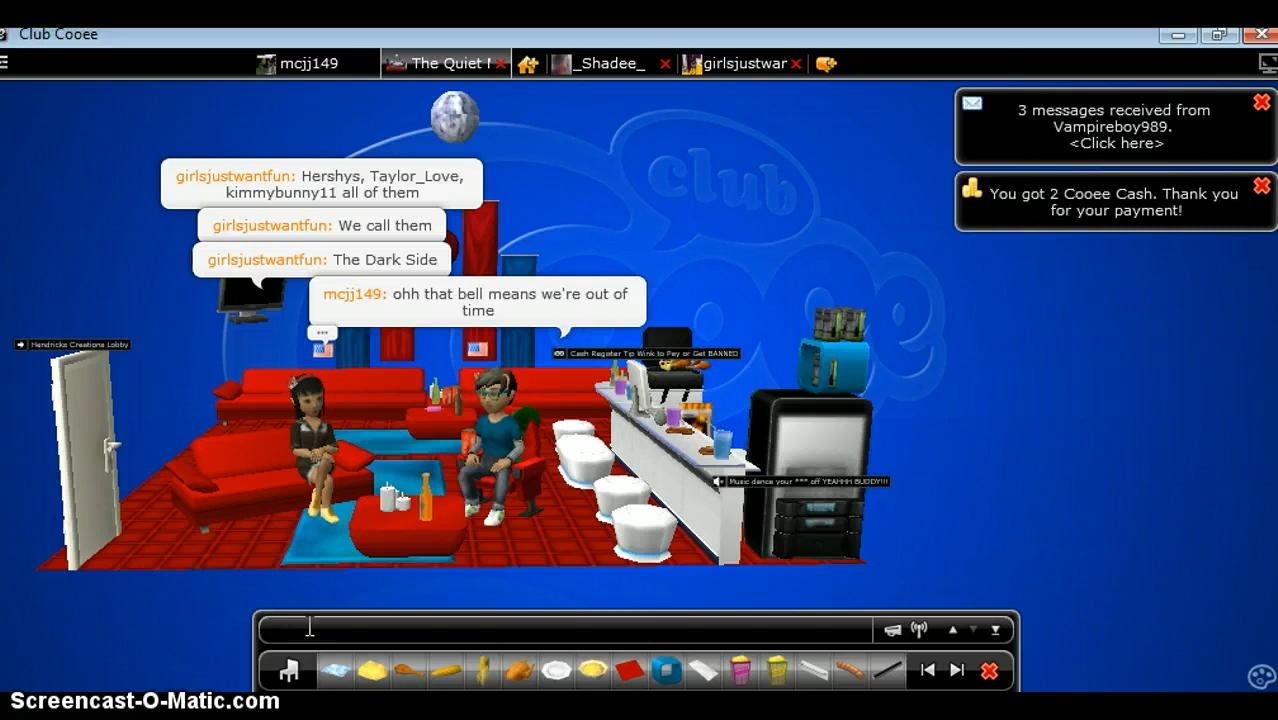 Club Cooee
mcjj149
The Quiet
_Shadee_
girlsjustwar
3 messages received from
Vampireboy989.
<Click here>
You got 2 Cooee Cash. Thank you
for your payment!
club
cooee
girlsjustwantfun: Hershys, Taylor_Love,
kimmybunny11 all of them
girlsjustwantfun: We call them
girlsjustwantfun: The Dark Side
mcjj149: ohh that bell means we're out of
time
...
Hendricks Creations Lobby
Cash Register Tip Wink to Pay or Get BANNED
Music dance your *** off YEAHHH BUDDY!!!
Screencast-O-Matic.com